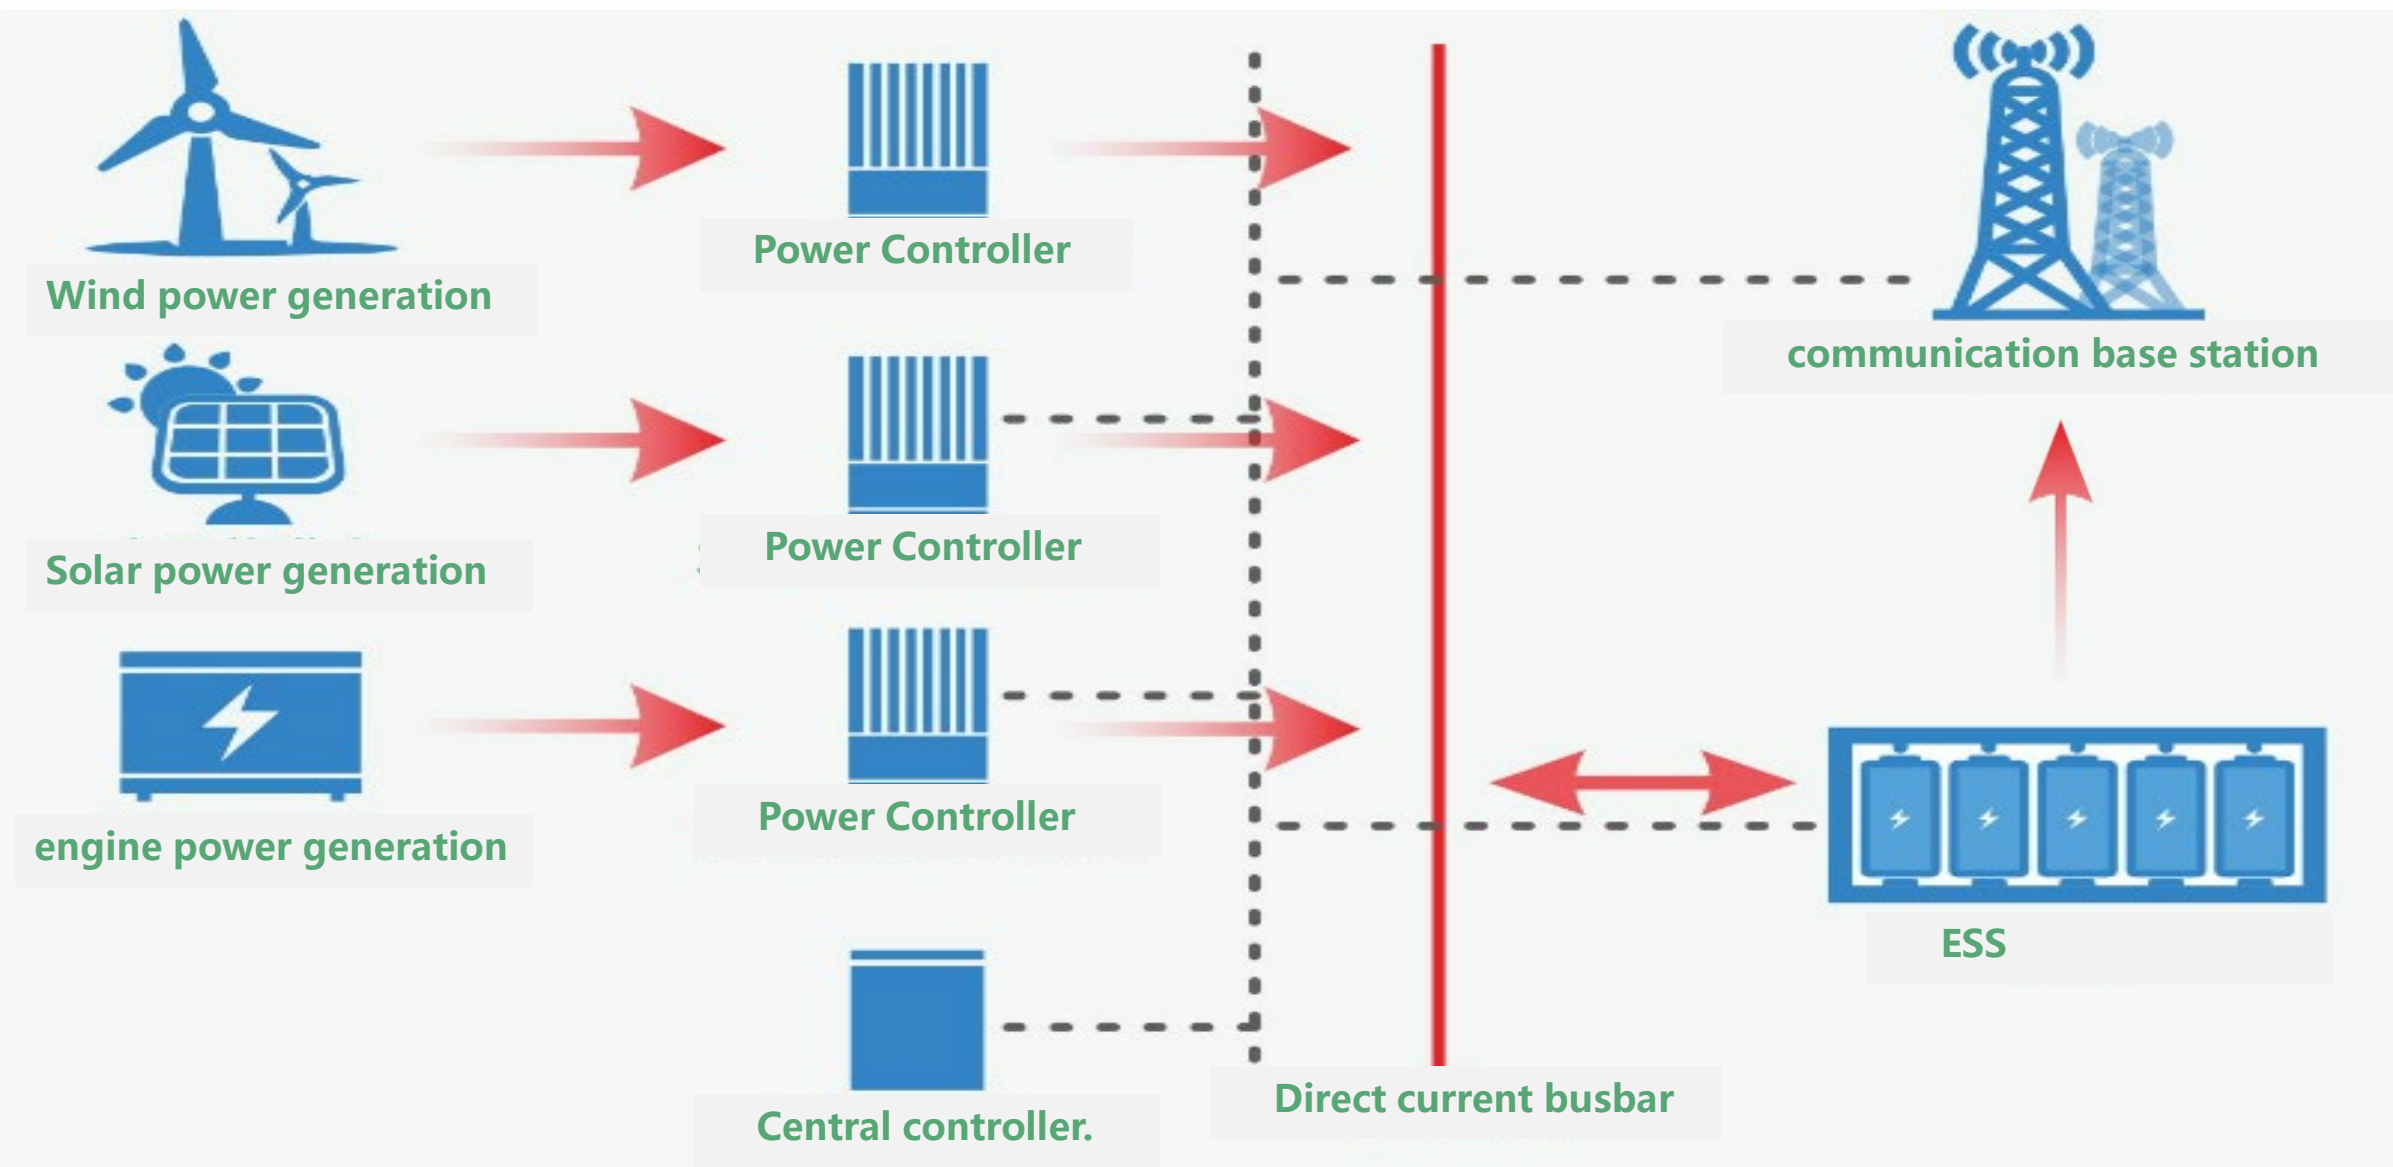 Power Controller
Wind power generation
communication base station
Power Controller
Solar power generation
Power Controller
engine power generation
ESS
Direct current busbar
Central controller.